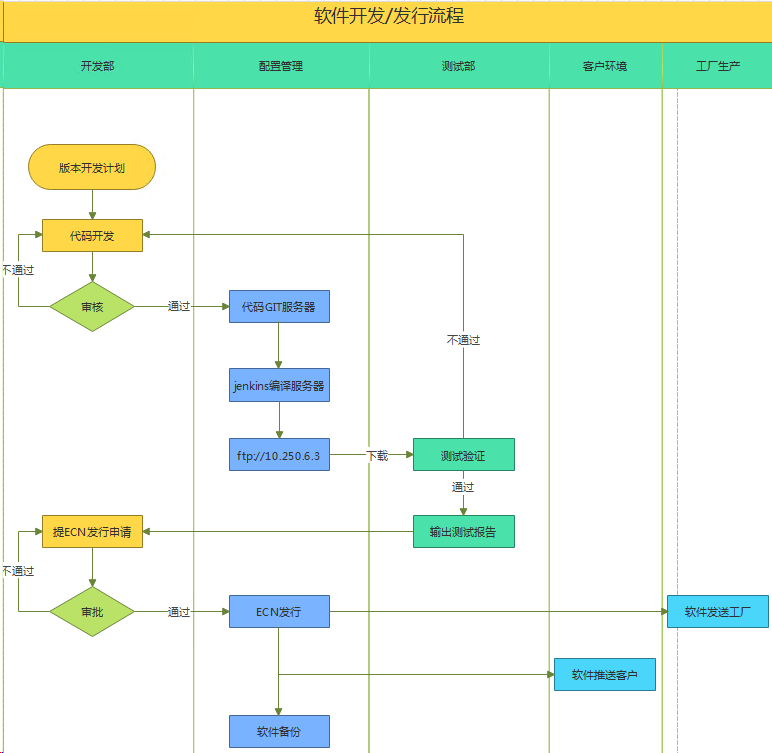 软件开发/发行流程
开发部
配置管理
测试部
客户环境
工厂生产
版本开发计划
代码开发
不通过
审核
通过
代码GIT服务器
不通过
jenkins编译服务器
ftp://10.250.6.3
下载
测试验证
通过
提ECN发行申请
输出测试报告
不通过
审批
通过
ECN发行
软件发送工厂
软件推送客户
软件备份